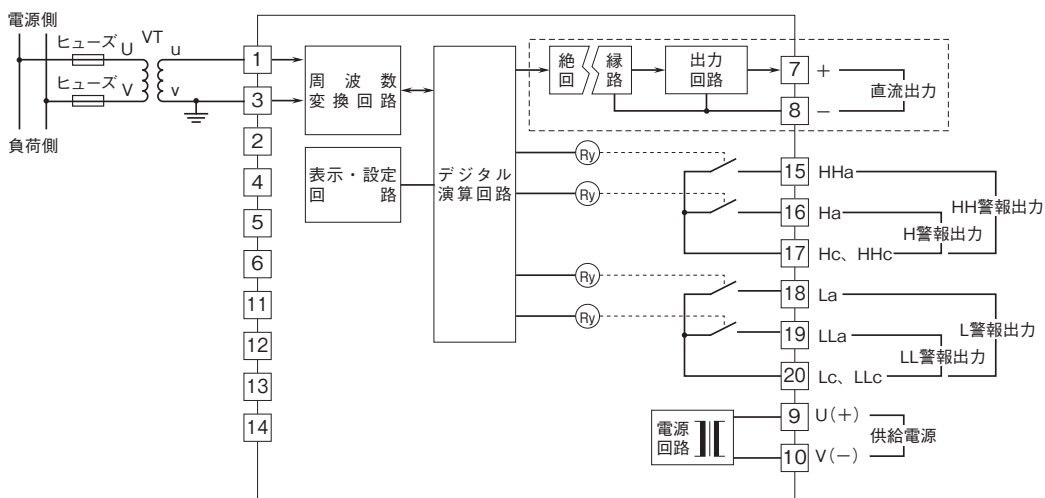 電源側
ヒューズ U VT u
ヒューズ V v
負荷側
1
3
2
4
5
6
11
12
13
14
周波数
変換回路
表示・設定
回路
デジタル
演算回路
絶縁
回路
出力
回路
7 +
8 −
直流出力
Ry
Ry
Ry
Ry
15 HHa
16 Ha
17 Hc、HHc
H警報出力
HH警報出力
18 La
19 LLa
20 Lc、LLc
LL警報出力
L警報出力
電源
回路
9 U(+)
10 V(−)
供給電源